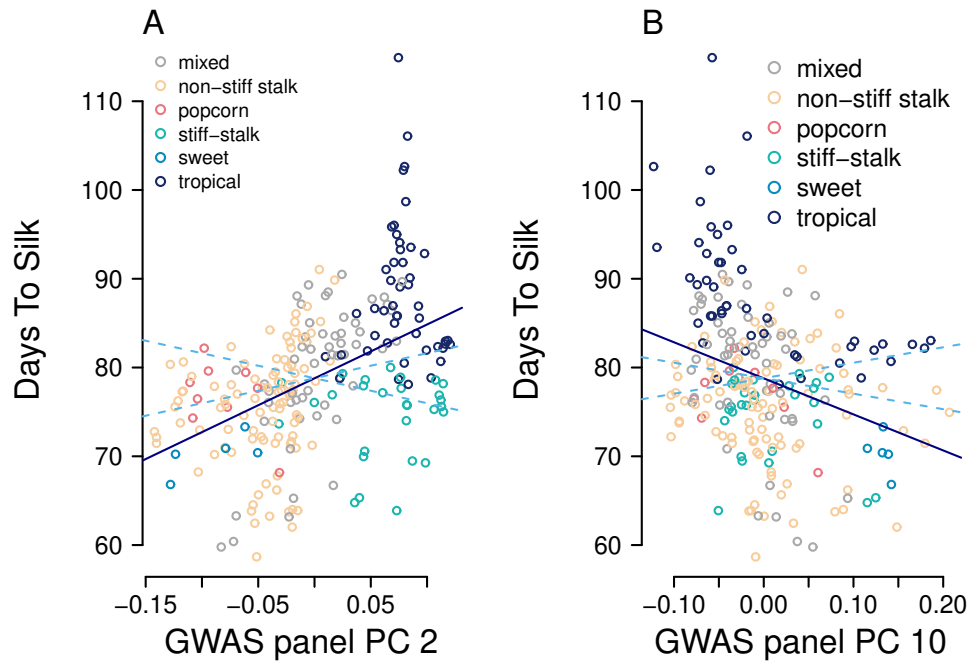 A
mixed
non−stiff stalk
popcorn
stiff−stalk
sweet
tropical
Days To Silk
110
100
90
80
70
60
−0.15
−0.05
0.05
GWAS panel PC 2
B
mixed
non−stiff stalk
popcorn
stiff−stalk
sweet
tropical
Days To Silk
110
100
90
80
70
60
−0.10
0.00
0.10
0.20
GWAS panel PC 10